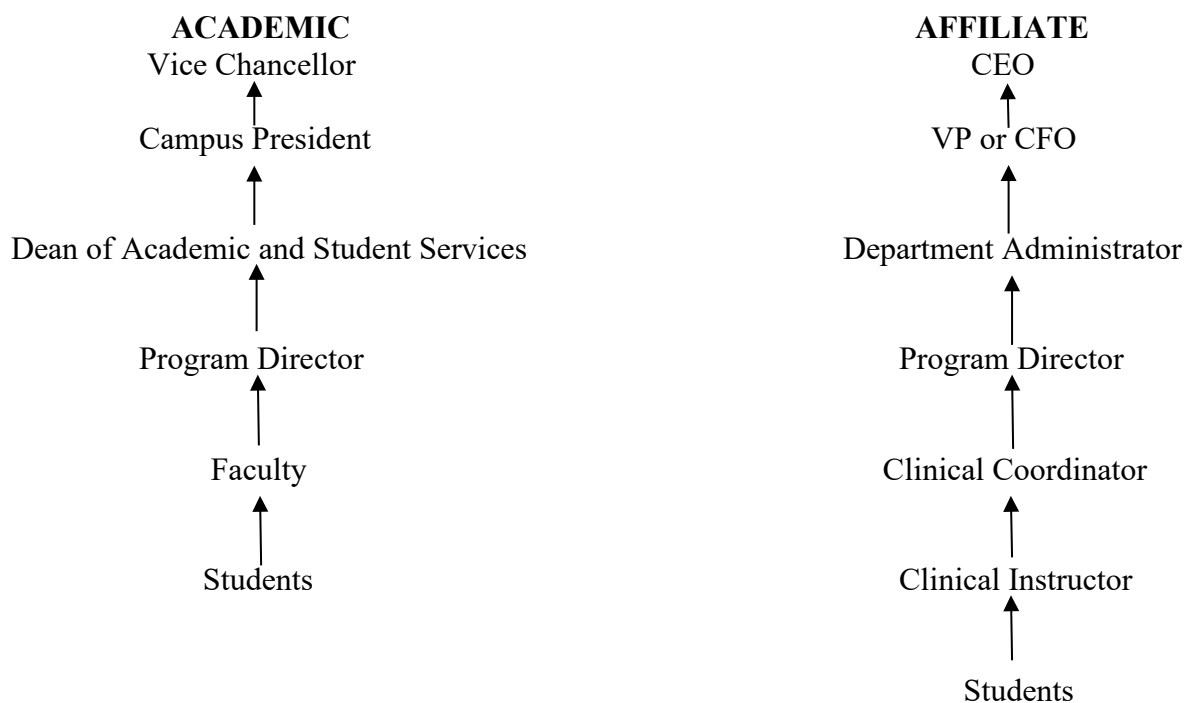 ACADEMIC
Vice Chancellor
Campus President
Dean of Academic and Student Services
Program Director
Faculty
Students
AFFILIATE
CEO
VP or CFO
Department Administrator
Program Director
Clinical Coordinator
Clinical Instructor
Students